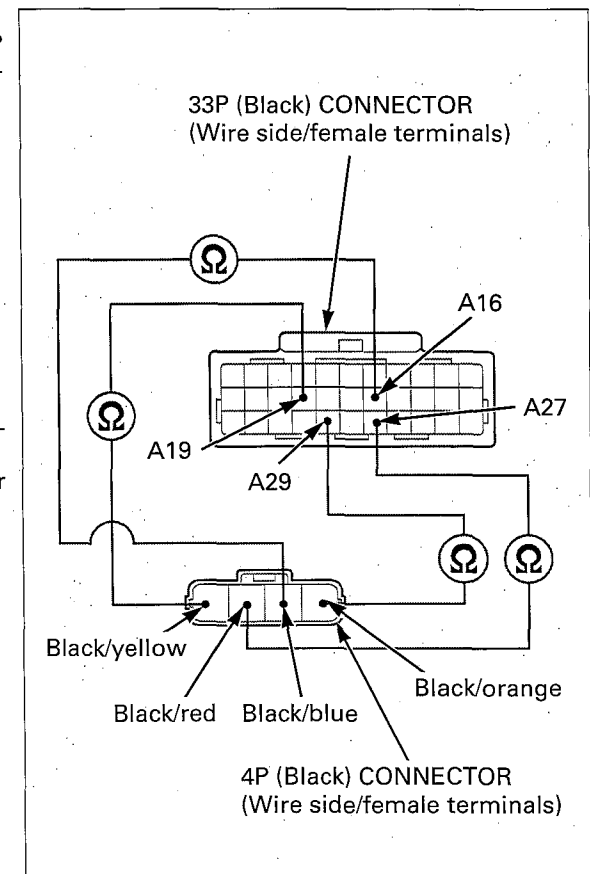 33P (Black) CONNECTOR
(Wire side/female terminals)
Ω
A16
Ω
A27
A19
A29
Ω
Ω
Black/yellow
Black/orange
Black/red
Black/blue
4P (Black) CONNECTOR
(Wire side/female terminals)